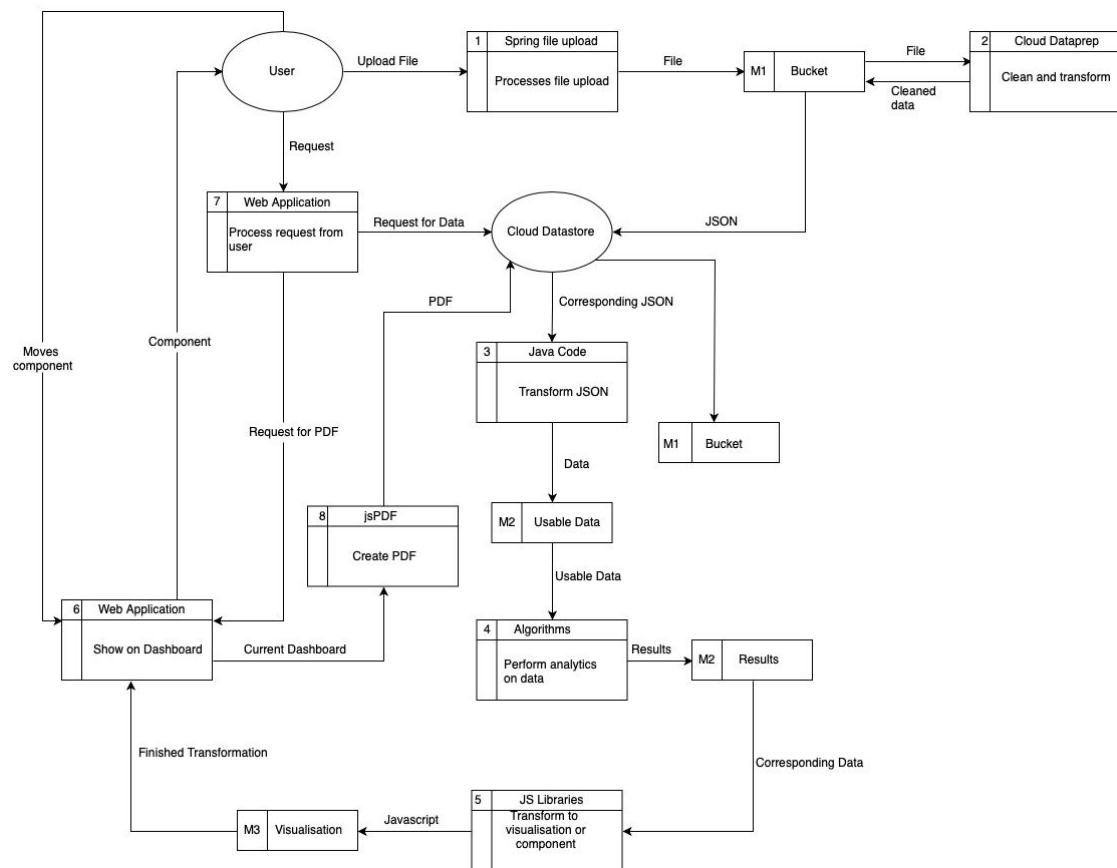 1 Spring file upload
Processes file upload
2 Cloud Dataprep
Clean and transform
User
Upload File
File
M1 Bucket
File
Cleaned
data
Request
7 Web Application
Process request from
user
Request for Data
Cloud Datastore
JSON
PDF
Corresponding JSON
Moves
component
Component
3 Java Code
Transform JSON
Request for PDF
M1 Bucket
Data
8 jsPDF
Create PDF
M2 Usable Data
Usable Data
6 Web Application
Show on Dashboard
Current Dashboard
4 Algorithms
Perform analytics
on data
Results
M2 Results
Finished Transformation
Corresponding Data
5 JS Libraries
Transform to
visualisation or
component
Javascript
M3 Visualisation